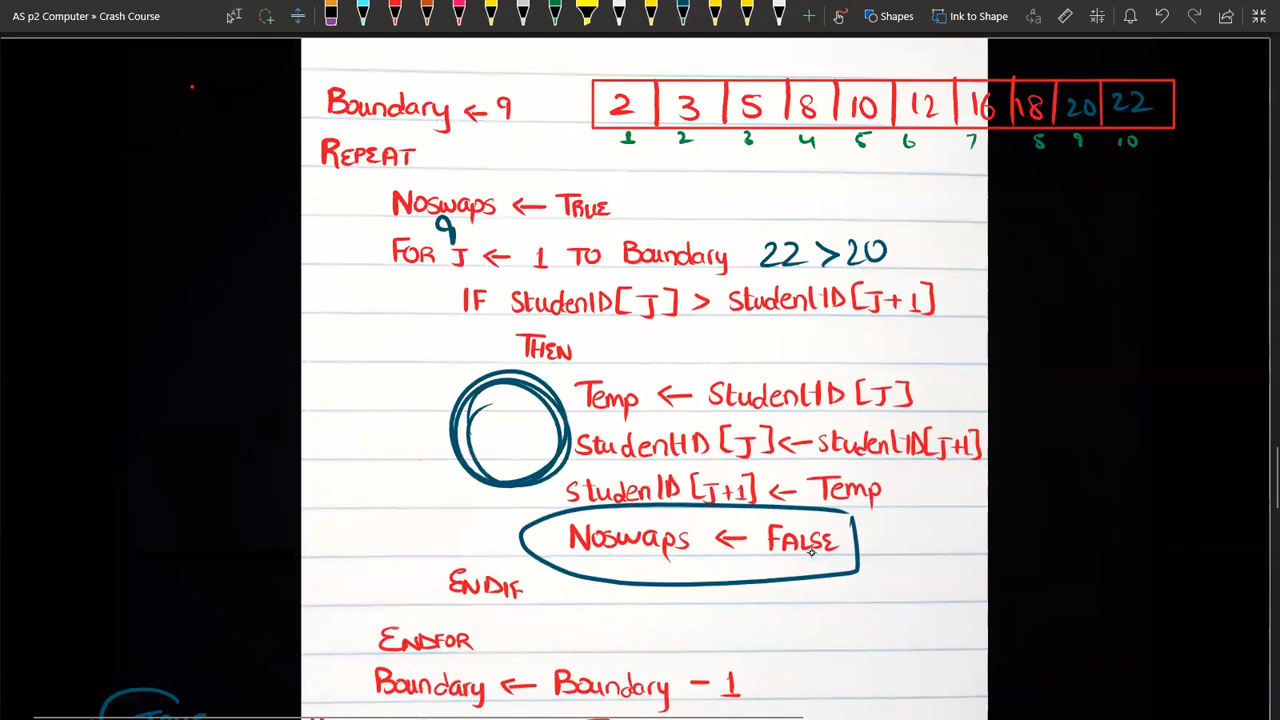 AS p2 Computer » Crash Course
Shapes
Ink to Shape
Boundary ← 9
2 3 5 8 10 12 16 18 20 22
1 2 3 4 5 6 7 8 9 10
REPEAT
Noswaps ← TRUE
9
FOR J ← 1 TO Boundary 22 > 20
IF StudenID[J] > StudentID[J+1]
THEN
Temp ← StudentID[J]
StudentID[J] ← StudentID[J+1]
StudenID[J+1] ← Temp
Noswaps ← FALSE
ENDIF
ENDFOR
Boundary ← Boundary - 1